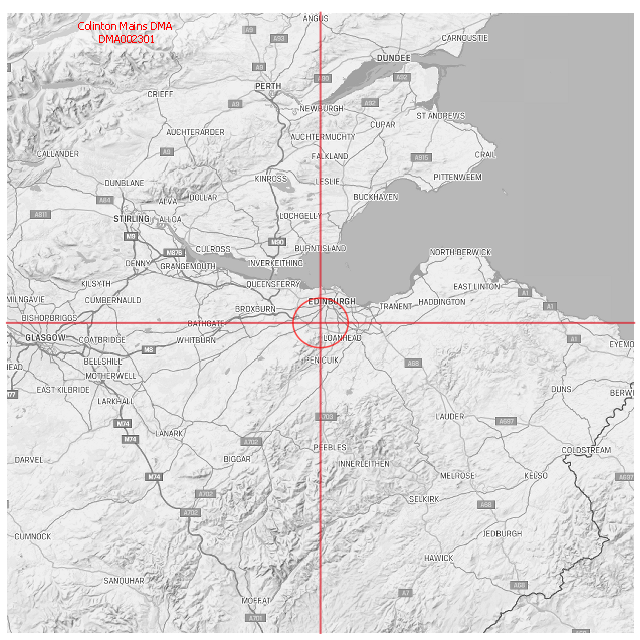 Colinton Mains DMA
DMA002301
ANGUS
CARNOUSTIE
A9
A93
DUNDEE
A9
A90
A92
PERTH
CRIEFF
A9
NEWBURGH
A92
ST ANDREWS
CUPAR
AUCHTERARDER
AUCHTERMUCHTY
CALLANDER
A9
FALKLAND
A915
CRAIL
DUNBLANE
KINROSS
LESLIE
PITTENWEEM
A84
ALVA
DOLLAR
BUCKHAVEN
A811
STIRLING
ALLOA
LOCHGELLY
M9
M90
CULROSS
BURNTISLAND
NORTH BERWICK
DENNY
M876
GRANGEMOUTH
INVERKEITHING
KILSYTH
QUEENSFERRY
EAST LINTON
A1
MILNGAVIE
CUMBERNAULD
BROXBURN
EDINBURGH
TRANENT
HADDINGTON
A1
BISHOPBRIGGS
BATHGATE
GLASGOW
COATBRIDGE
WHITBURN
LOANHEAD
A1
EYEMO
M8
BELLSHILL
PENICUIK
A68
HEAD
MOTHERWELL
EAST KILBRIDE
DUNS
BERW
M77
LARKHALL
A703
LAUDER
A697
M74
LANARK
M74
A702
PEEBLES
COLDSTREAM
DARVEL
BIGGAR
INNERLEITHEN
M74
MELROSE
KELSO
A697
A702
SELKIRK
A68
A702
CUMNOCK
JEDBURGH
HAWICK
SANQUHAR
A68
A7
MOFFAT
A701